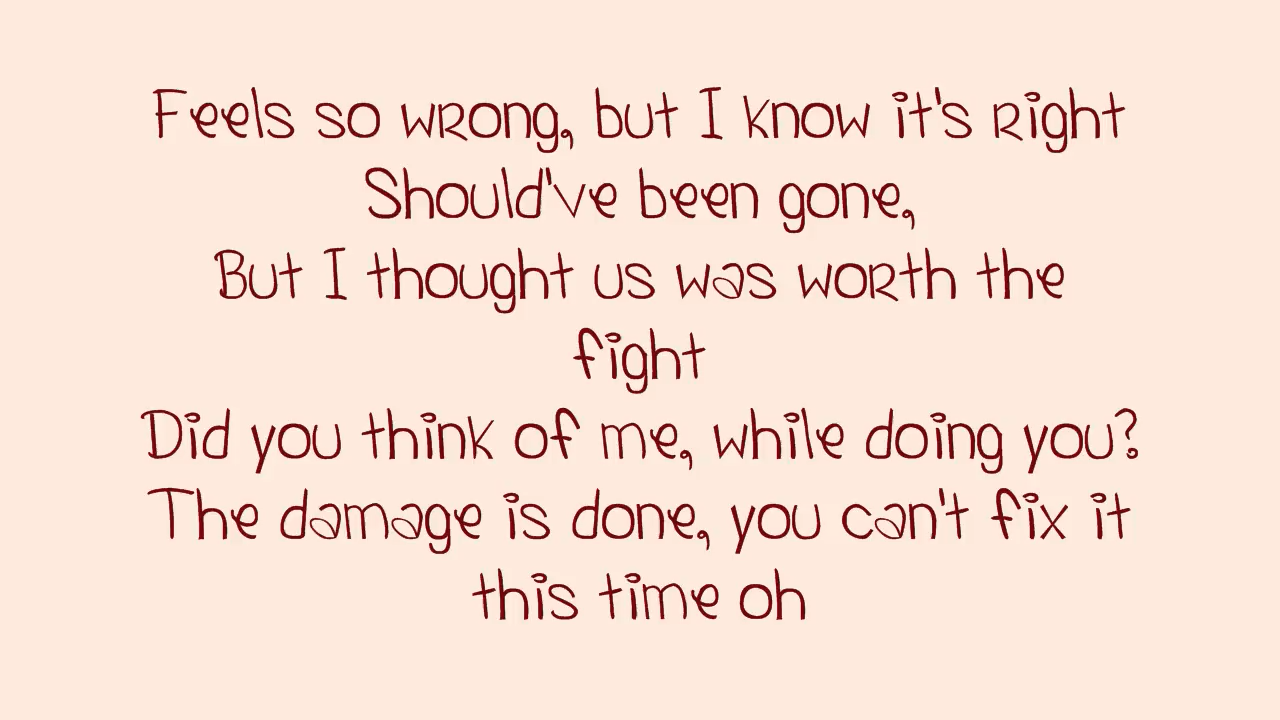 Feels so wrong, but I know it's right
Should've been gone,
But I thought us was worth the
fight
Did you think of me, while doing you?
The damage is done, you can't fix it
this time oh